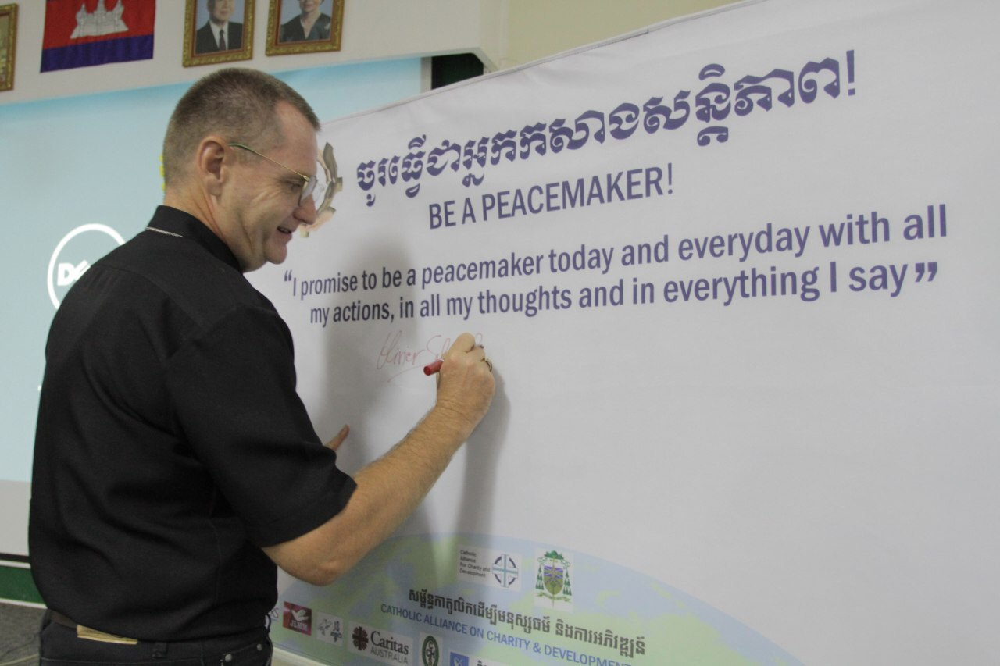 ចូរធ្វើជាអ្នកកសាងសន្តិភាព!
BE A PEACEMAKER!
“I promise to be a peacemaker today and everyday with all
my actions, in all my thoughts and in everything I say”
Catholic
Alliance
For Charity and
Development
សម្ព័ន្ធកាតូលិកដើម្បីមនុស្សធម៌ និងការអភិវឌ្ឍន៍
CATHOLIC ALLIANCE ON CHARITY & DEVELOPMENT
Caritas
AUSTRALIA